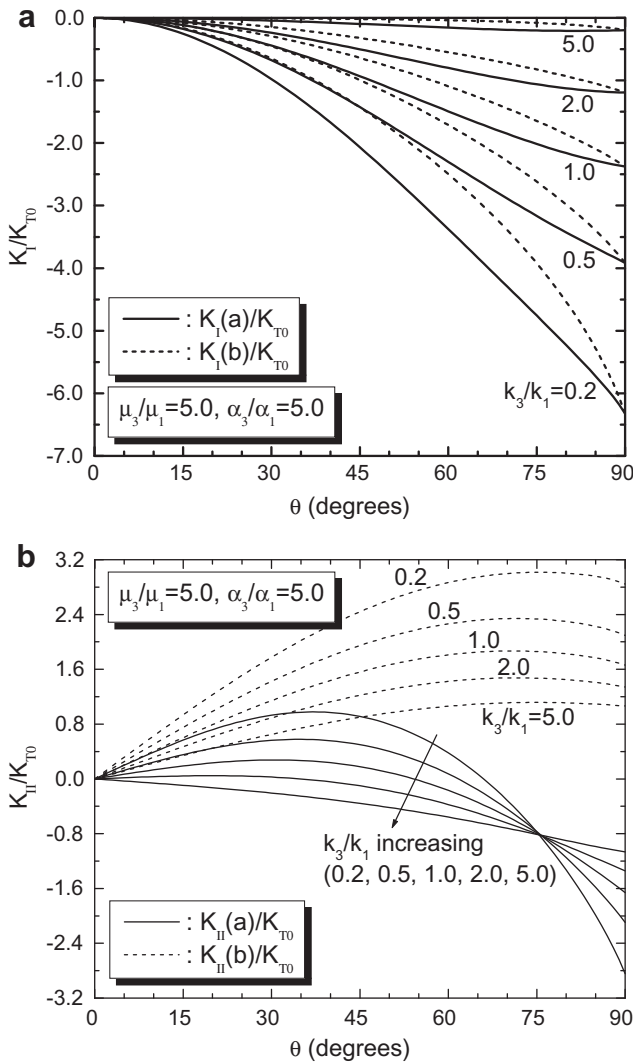 a
0.0
-1.0
-2.0
-3.0
-4.0
-5.0
-6.0
-7.0
K_I/K_T0
5.0
2.0
1.0
0.5
k_3/k_1=0.2
: K_I(a)/K_T0
: K_I(b)/K_T0
μ_3/μ_1=5.0, α_3/α_1=5.0
0 15 30 45 60 75 90
θ (degrees)
b
3.2
2.4
1.6
0.8
0.0
-0.8
-1.6
-2.4
-3.2
K_II/K_T0
μ_3/μ_1=5.0, α_3/α_1=5.0
0.2
0.5
1.0
2.0
k_3/k_1=5.0
k_3/k_1 increasing
(0.2, 0.5, 1.0, 2.0, 5.0)
: K_II(a)/K_T0
: K_II(b)/K_T0
0 15 30 45 60 75 90
θ (degrees)